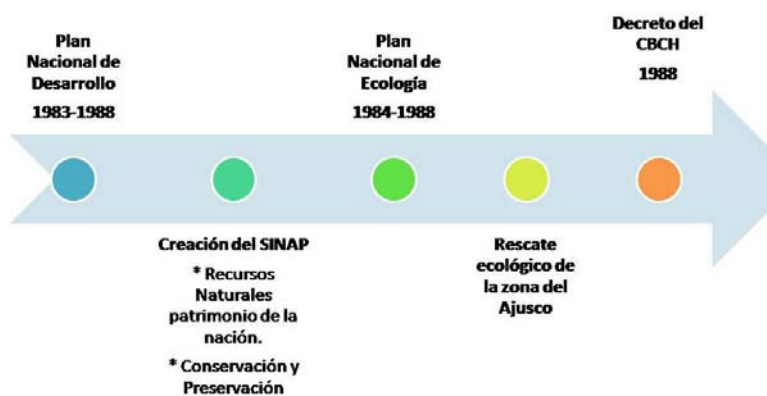 Plan
Nacional de
Desarrollo
1983-1988
Creación del SINAP
* Recursos
Naturales
patrimonio de la
nación.
* Conservación y
Preservación
Plan
Nacional de
Ecología
1984-1988
Rescate
ecológico de
la zona del
Ajusco
Decreto del
CBCH
1988